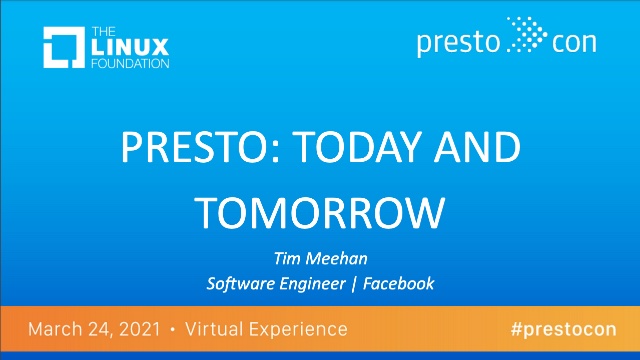 THE
LINUX
FOUNDATION
presto con
PRESTO: TODAY AND
TOMORROW
Tim Meehan
Software Engineer | Facebook
March 24, 2021 • Virtual Experience
#prestocon